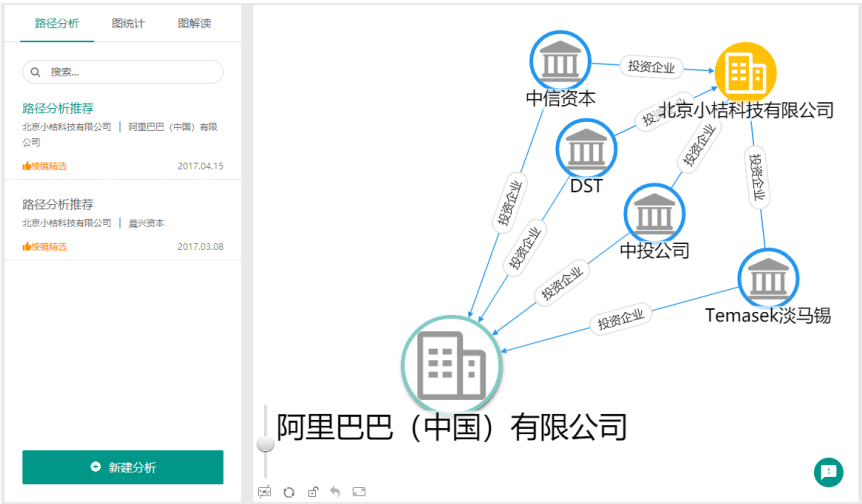 路径分析
图统计
图解读
搜索...
路径分析推荐
北京小桔科技有限公司 | 阿里巴巴（中国）有限
公司
棱镜精选
2017.04.15
路径分析推荐
北京小桔科技有限公司 | 晨兴资本
棱镜精选
2017.03.08
新建分析
投资企业
中信资本
北京小桔科技有限公司
投资
投资企业
投资企业
DST
投资企业
投资企业
中投公司
投资企业
投资企业
Temasek淡马锡
投资企业
阿里巴巴（中国）有限公司